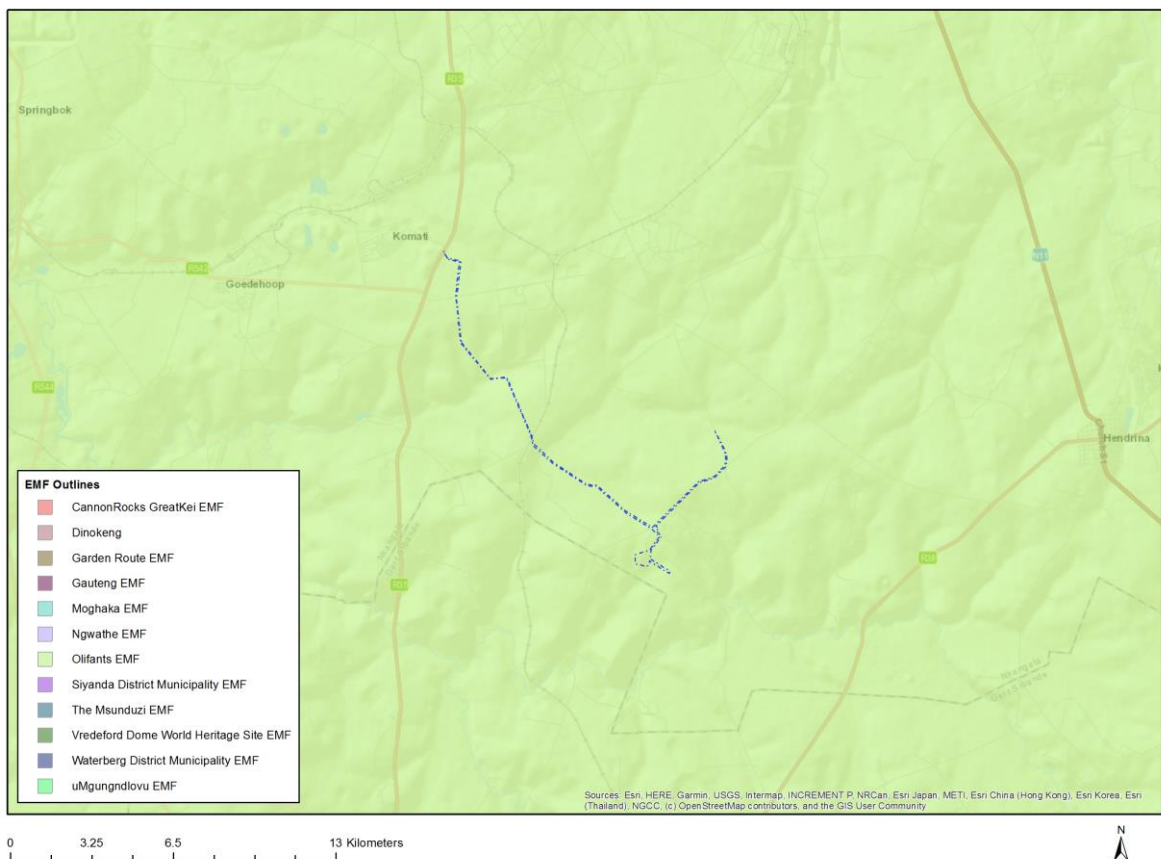 Springbok
R35
Komati
R542
Goedehoop
N11
R544
Hendrina
R38
R35
Nkangala
Gert Sibande
EMF Outlines
CannonRocks GreatKei EMF
Dinokeng
Garden Route EMF
Gauteng EMF
Moghaka EMF
Ngwathe EMF
Olifants EMF
Siyanda District Municipality EMF
The Msunduzi EMF
Vredeford Dome World Heritage Site EMF
Waterberg District Municipality EMF
uMgungndlovu EMF
Sources: Esri, HERE, Garmin, USGS, Intermap, INCREMENT P, NRCan, Esri Japan, METI, Esri China (Hong Kong), Esri Korea, Esri
(Thailand), NGCC, (c) OpenStreetMap contributors, and the GIS User Community
0 3.25 6.5 13 Kilometers
N